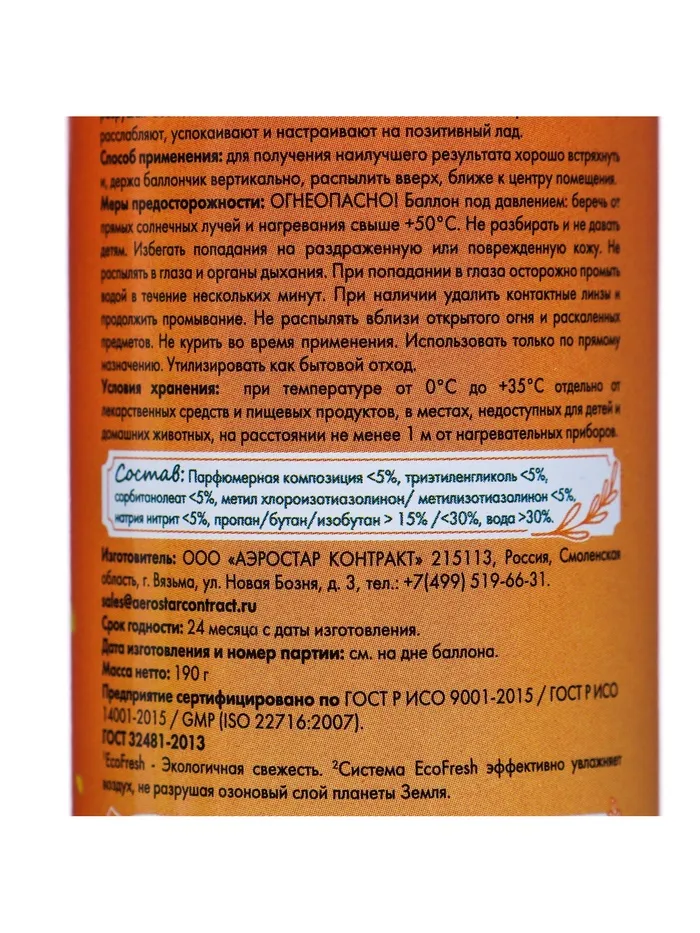 расслабляют, успокаивают и настраивают на позитивный лад.
Способ применения: для получения наилучшего результата хорошо встряхнуть
и, держа баллончик вертикально, распылить вверх, ближе к центру помещения.
Меры предосторожности: ОГНЕОПАСНО! Баллон под давлением: беречь от
прямых солнечных лучей и нагревания свыше +50°С. Не разбирать и не давать
детям. Избегать попадания на раздраженную или поврежденную кожу. Не
распылять в глаза и органы дыхания. При попадании в глаза осторожно промыть
водой в течение нескольких минут. При наличии удалить контактные линзы и
продолжить промывание. Не распылять вблизи открытого огня и раскаленных
предметов. Не курить во время применения. Использовать только по прямому
назначению. Утилизировать как бытовой отход.
Условия хранения: при температуре от 0°С до +35°С отдельно от
лекарственных средств и пищевых продуктов, в местах, недоступных для детей и
домашних животных, на расстоянии не менее 1 м от нагревательных приборов.
Состав: Парфюмерная композиция <5%, триэтиленгликоль <5%,
сорбитанолеат <5%, метил хлороизотиазолинон/ метилизотиазолинон <5%,
натрия нитрит <5%, пропан/бутан/изобутан > 15% /<30%, вода >30%.
Изготовитель: ООО «АЭРОСТАР КОНТРАКТ» 215113, Россия, Смоленская
область, г. Вязьма, ул. Новая Бозня, д. 3, тел.: +7(499) 519-66-31.
sales@aerostarcontract.ru
Срок годности: 24 месяца с даты изготовления.
Дата изготовления и номер партии: см. на дне баллона.
Масса нетто: 190 г
Предприятие сертифицировано по ГОСТ Р ИСО 9001-2015 / ГОСТ Р ИСО
14001-2015 / GMP (ISO 22716:2007).
ГОСТ 32481-2013
¹EcoFresh - Экологичная свежесть. ²Система EcoFresh эффективно увлажняет
воздух, не разрушая озоновый слой планеты Земля.